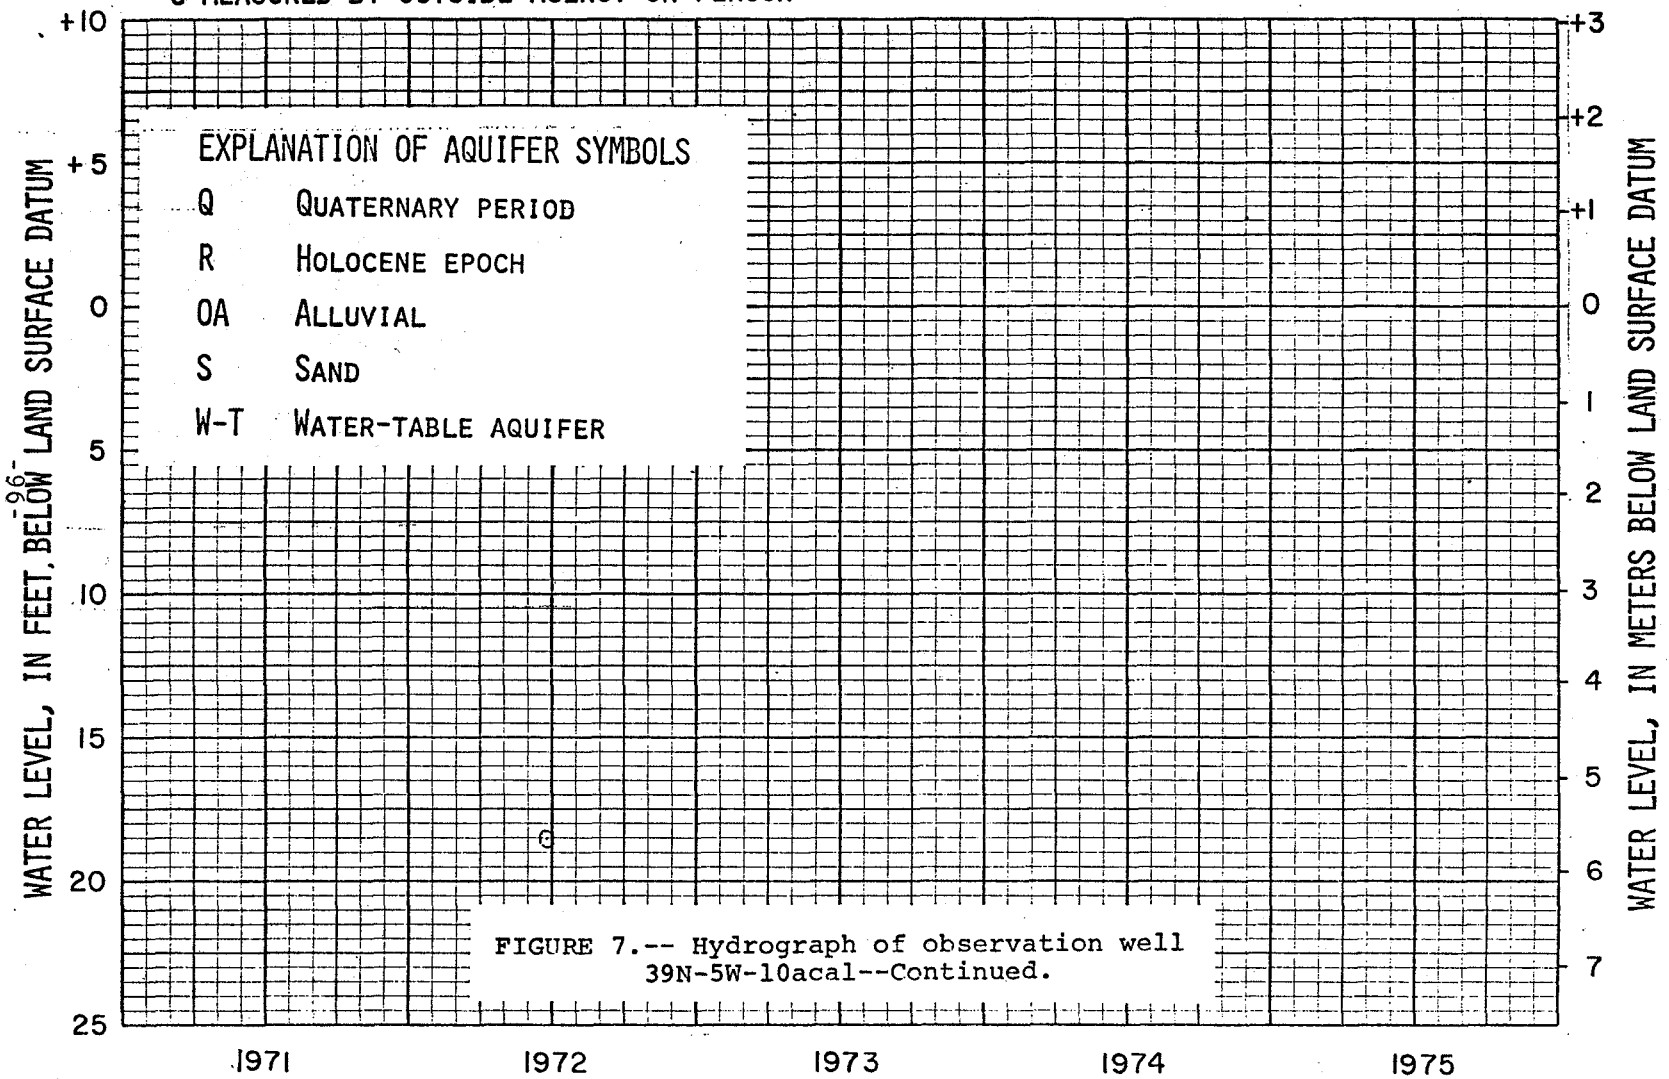 +10
+5
0
5
10
15
20
25
WATER LEVEL, IN FEET BELOW LAND SURFACE DATUM
-96-
EXPLANATION OF AQUIFER SYMBOLS
Q QUATERNARY PERIOD
R HOLOCENE EPOCH
OA ALLUVIAL
S SAND
W-T WATER-TABLE AQUIFER
+3
+2
+1
0
1
2
3
4
5
6
7
WATER LEVEL, IN METERS BELOW LAND SURFACE DATUM
FIGURE 7.-- Hydrograph of observation well
39N-5W-10acal--Continued.
1971 1972 1973 1974 1975